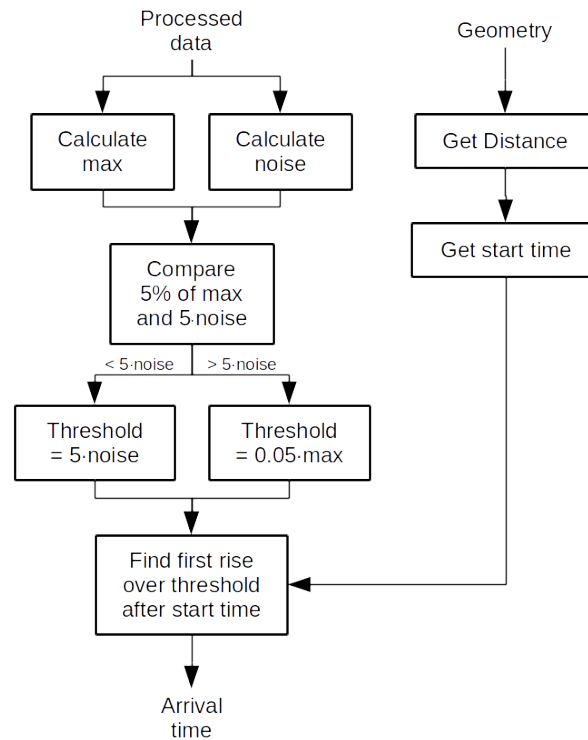 Processed
data
Geometry
Calculate
max
Calculate
noise
Get Distance
Get start time
Compare
5% of max
and 5·noise
< 5·noise
> 5·noise
Threshold
= 5·noise
Threshold
= 0.05·max
Find first rise
over threshold
after start time
Arrival
time